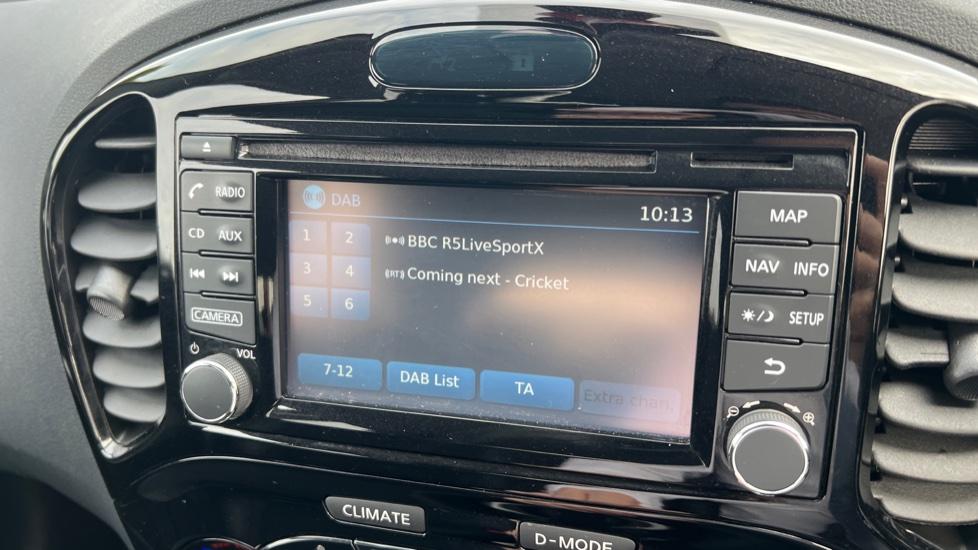 DAB
10:13
RADIO
CD AUX
CAMERA
VOL
1 2
3 4
5 6
BBC R5LiveSportX
(RT) Coming next - Cricket
7-12 DAB List TA Extra chan.
MAP
NAV INFO
SETUP
CLIMATE
D-MODE